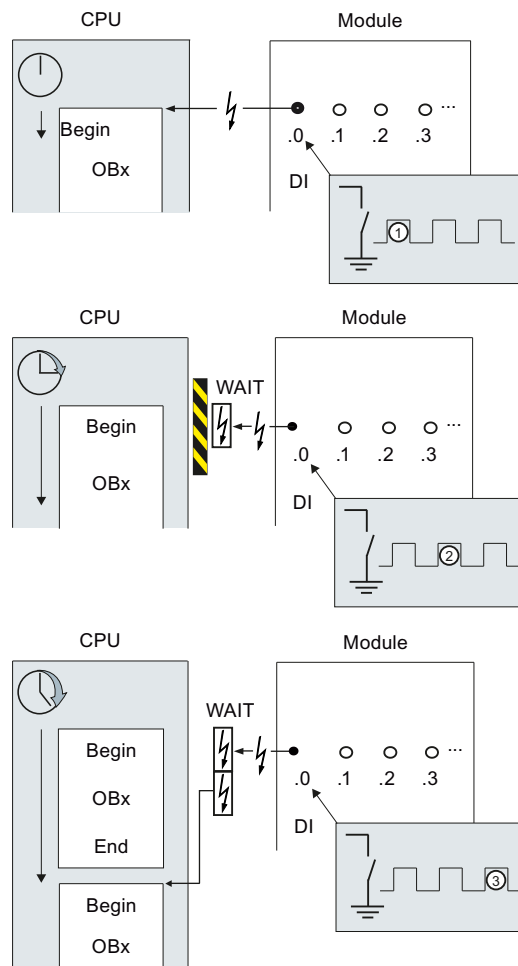 CPU
Module
Begin
OBx
.0
.1
.2
.3
...
DI
1
CPU
Module
WAIT
Begin
OBx
.0
.1
.2
.3
...
DI
2
CPU
Module
WAIT
Begin
OBx
End
.0
.1
.2
.3
...
DI
3
Begin
OBx